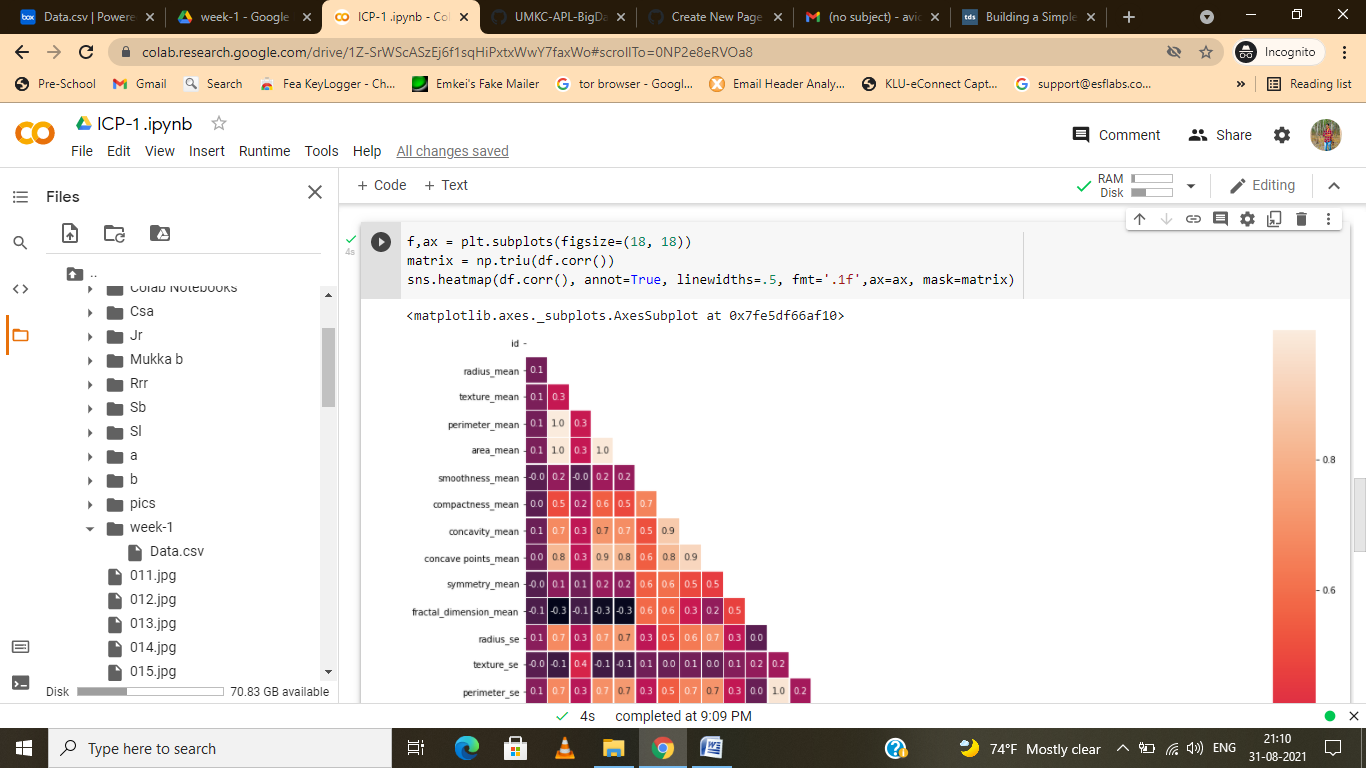 box Data.csv | Powere
week-1 - Google
ICP-1 .ipynb - Col
UMKC-APL-BigDa
Create New Page
(no subject) - avic
tds Building a Simple
colab.research.google.com/drive/1Z-SrWScASzEj6f1sqHiPxtxWwY7faxWo#scrollTo=0NP2e8eRVOa8
Incognito
Pre-School Gmail Search Fea KeyLogger - Ch... Emkei's Fake Mailer tor browser - Googl... Email Header Analy... KLU-eConnect Capt... support@esflabs.co... » Reading list
ICP-1 .ipynb
Comment Share
File Edit View Insert Runtime Tools Help All changes saved
Files
+ Code + Text
RAM
Disk
Editing
..
Colab Notebooks
Csa
Jr
Mukka b
Rrr
Sb
Sl
a
b
pics
week-1
Data.csv
011.jpg
012.jpg
013.jpg
014.jpg
015.jpg
Disk 70.83 GB available
4s
f,ax = plt.subplots(figsize=(18, 18))
matrix = np.triu(df.corr())
sns.heatmap(df.corr(), annot=True, linewidths=.5, fmt='.1f',ax=ax, mask=matrix)
<matplotlib.axes._subplots.AxesSubplot at 0x7fe5df66af10>
id
radius_mean 0.1
texture_mean 0.1 0.3
perimeter_mean 0.1 1.0 0.3
area_mean 0.1 1.0 0.3 1.0
smoothness_mean -0.0 0.2 -0.0 0.2 0.2
compactness_mean 0.0 0.5 0.2 0.6 0.5 0.7
concavity_mean 0.1 0.7 0.3 0.7 0.7 0.5 0.9
concave points_mean 0.0 0.8 0.3 0.9 0.8 0.6 0.8 0.9
symmetry_mean -0.0 0.1 0.1 0.2 0.2 0.6 0.6 0.5 0.5
fractal_dimension_mean -0.1 -0.3 -0.1 -0.3 -0.3 0.6 0.6 0.3 0.2 0.5
radius_se 0.1 0.7 0.3 0.7 0.7 0.3 0.5 0.6 0.7 0.3 0.0
texture_se -0.0 -0.1 0.4 -0.1 -0.1 0.1 0.0 0.1 0.0 0.1 0.2 0.2
perimeter_se 0.1 0.7 0.3 0.7 0.7 0.3 0.5 0.7 0.7 0.3 0.0 1.0 0.2
0.8
0.6
4s completed at 9:09 PM
Type here to search
74°F Mostly clear
ENG
21:10
31-08-2021